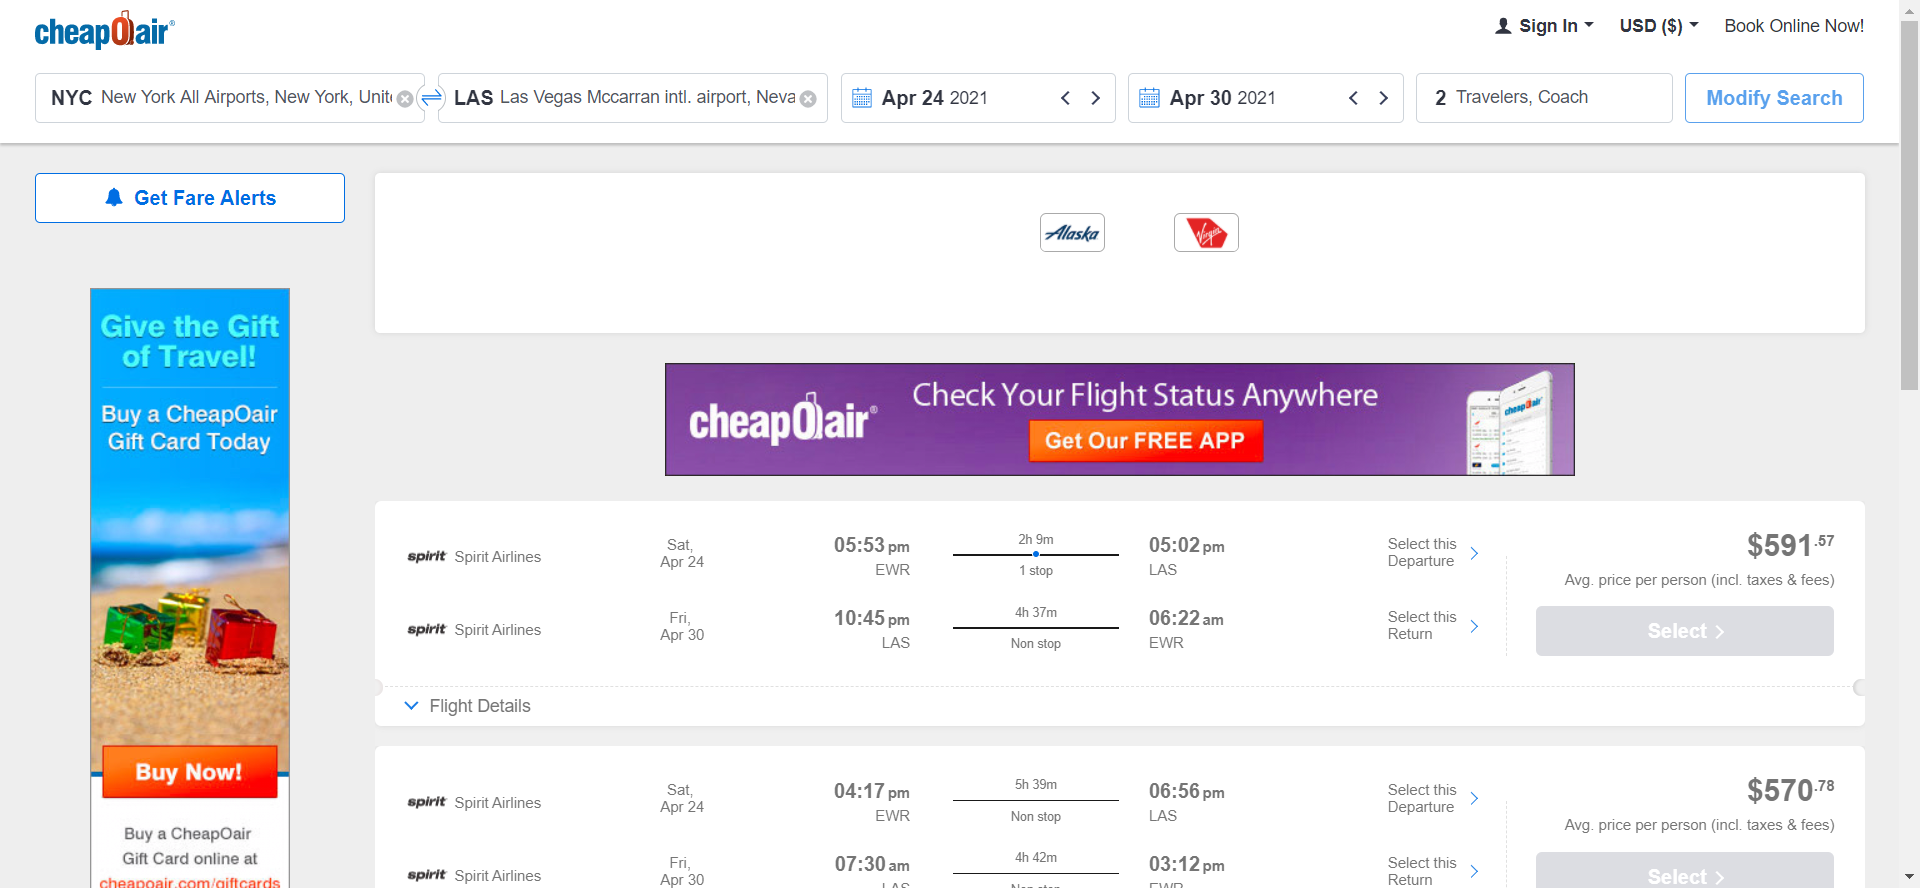 cheapOair®
Sign In
USD ($)
Book Online Now!
NYC New York All Airports, New York, Unit
LAS Las Vegas Mccarran intl. airport, Neva
Apr 24 2021
Apr 30 2021
2 Travelers, Coach
Modify Search
Get Fare Alerts
Alaska
Virgin
Give the Gift
of Travel!
Buy a CheapOair
Gift Card Today
Buy Now!
Buy a CheapOair
Gift Card online at
cheapoair.com/giftcards
cheapOair®
Check Your Flight Status Anywhere
Get Our FREE APP
cheapOair
spirit Spirit Airlines
Sat,
Apr 24
05:53 pm
EWR
2h 9m
1 stop
05:02 pm
LAS
Select this
Departure
$591.57
Avg. price per person (incl. taxes & fees)
spirit Spirit Airlines
Fri,
Apr 30
10:45 pm
LAS
4h 37m
Non stop
06:22 am
EWR
Select this
Return
Select
Flight Details
spirit Spirit Airlines
Sat,
Apr 24
04:17 pm
EWR
5h 39m
Non stop
06:56 pm
LAS
Select this
Departure
$570.78
Avg. price per person (incl. taxes & fees)
spirit Spirit Airlines
Fri,
Apr 30
07:30 am
LAS
4h 42m
Non stop
03:12 pm
EWR
Select this
Return
Select